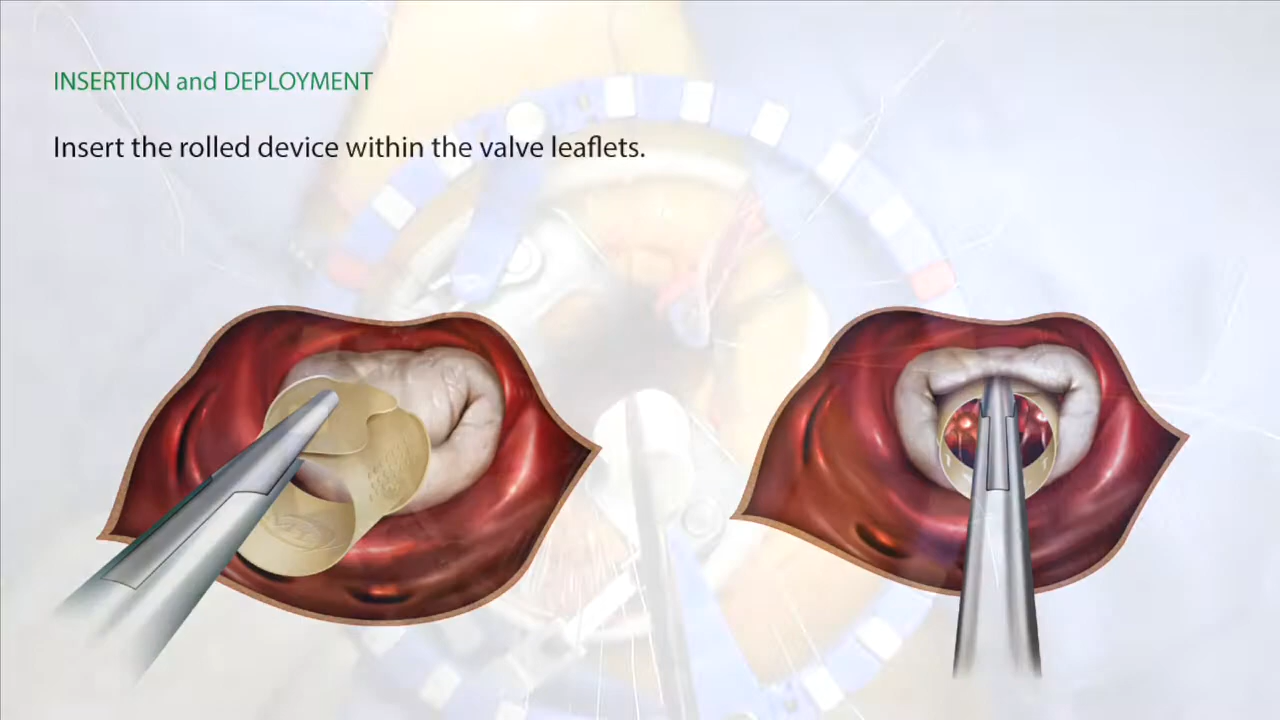 INSERTION and DEPLOYMENT
Insert the rolled device within the valve leaflets.